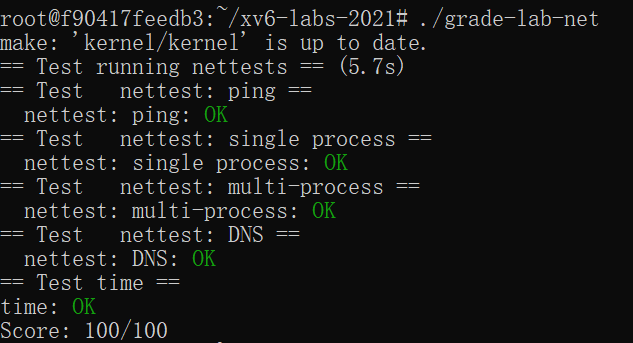 root@f90417feedb3:~/xv6-labs-2021# ./grade-lab-net
make: 'kernel/kernel' is up to date.
== Test running nettests == (5.7s)
== Test   nettest: ping ==
  nettest: ping: OK
== Test   nettest: single process ==
  nettest: single process: OK
== Test   nettest: multi-process ==
  nettest: multi-process: OK
== Test   nettest: DNS ==
  nettest: DNS: OK
== Test time ==
time: OK
Score: 100/100